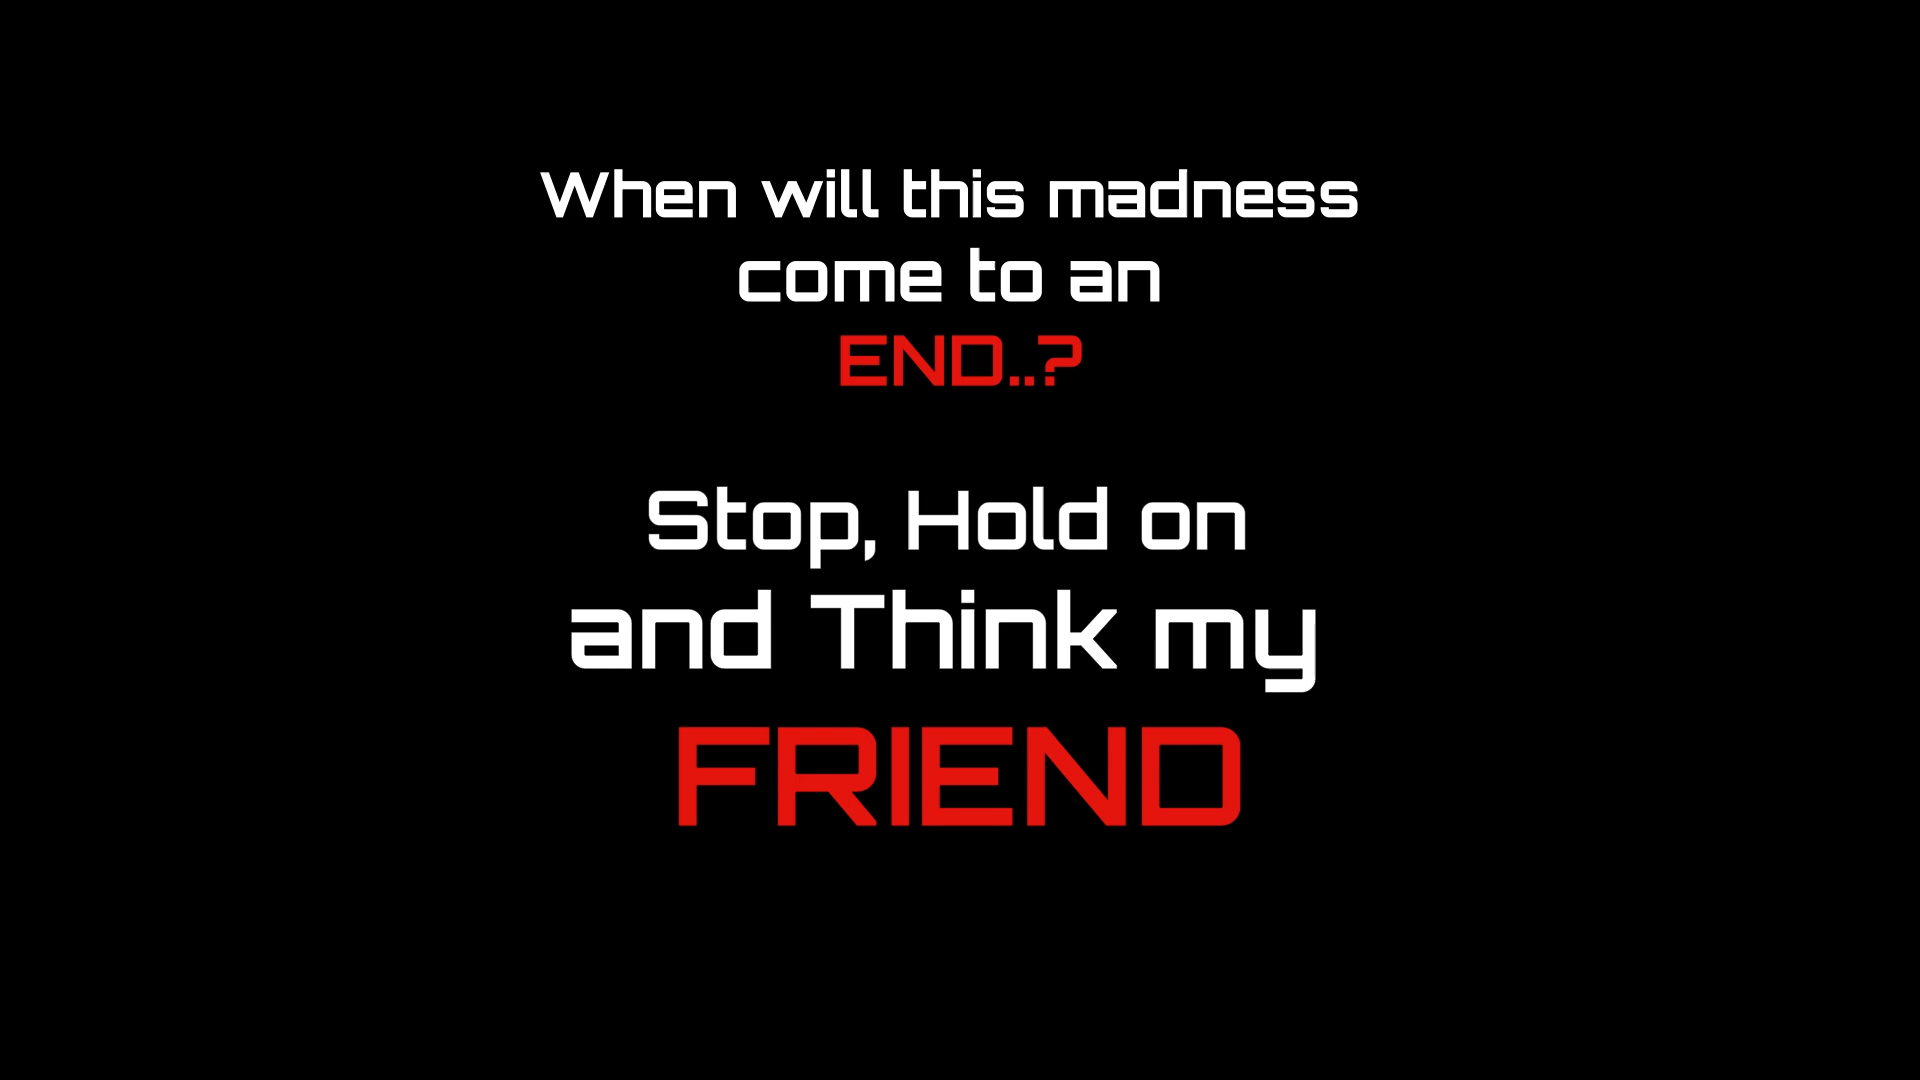 When will this madness
come to an
END..?
Stop, Hold on
and Think my
FRIEND